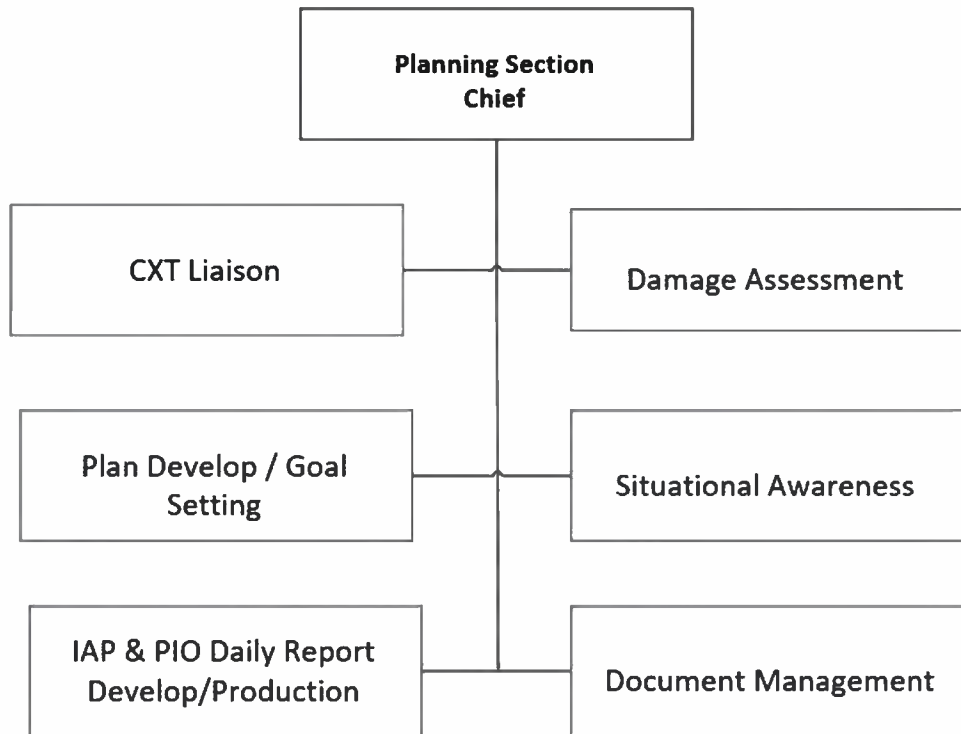 Planning Section
Chief
CXT Liaison
Damage Assessment
Plan Develop / Goal
Setting
Situational Awareness
IAP & PIO Daily Report
Develop/Production
Document Management